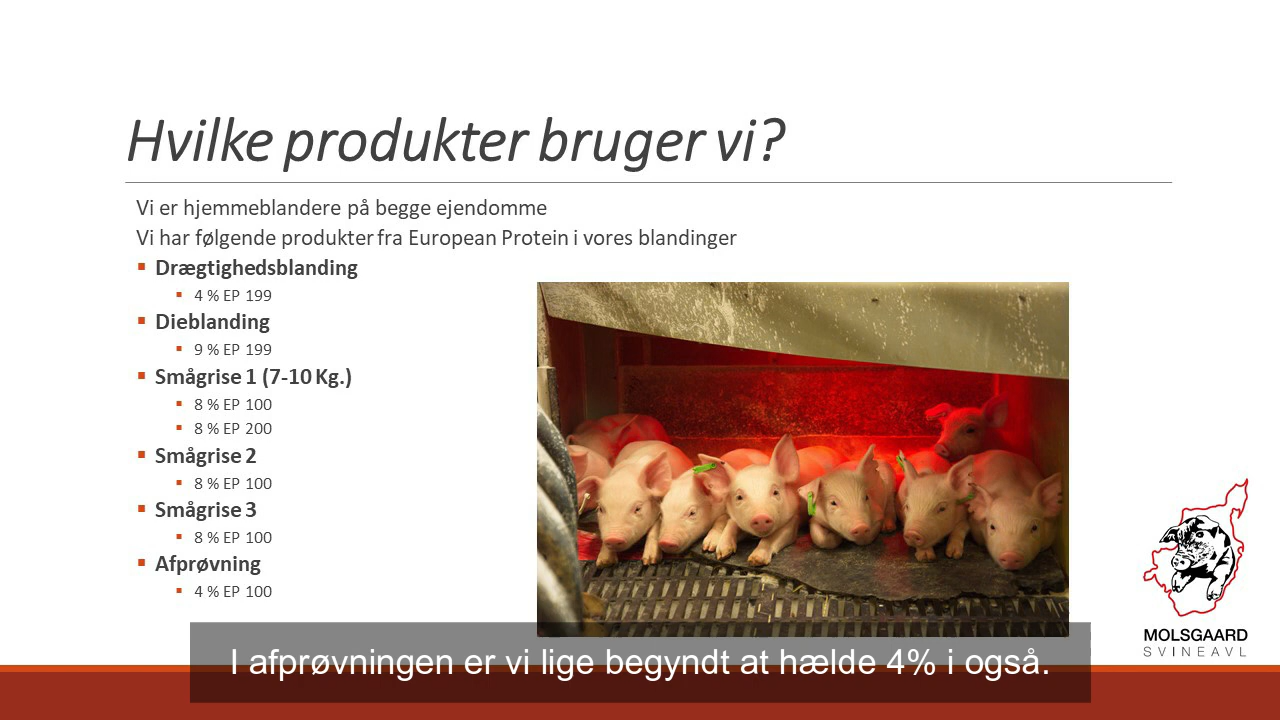 Hvilke produkter bruger vi?
Vi er hjemmeblandere på begge ejendomme
Vi har følgende produkter fra European Protein i vores blandinger
Drægtighedsblanding
4 % EP 199
Dieblanding
9 % EP 199
Smågrise 1 (7-10 Kg.)
8 % EP 100
8 % EP 200
Smågrise 2
8 % EP 100
Smågrise 3
8 % EP 100
Afprøvning
4 % EP 100
MOLSGAARD
SVINEAVL
I afprøvningen er vi lige begyndt at hælde 4% i også.